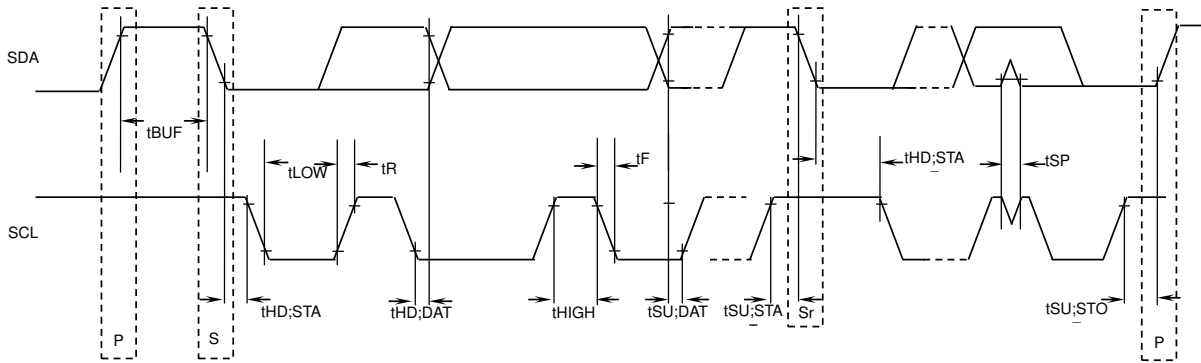 SDA
tBUF
tLOW
tR
tF
tHD;STA
_
tSP
SCL
tHD;STA
tHD;DAT
tHIGH
tSU;DAT
tSU;STA
_
Sr
tSU;STO
_
P
S
P